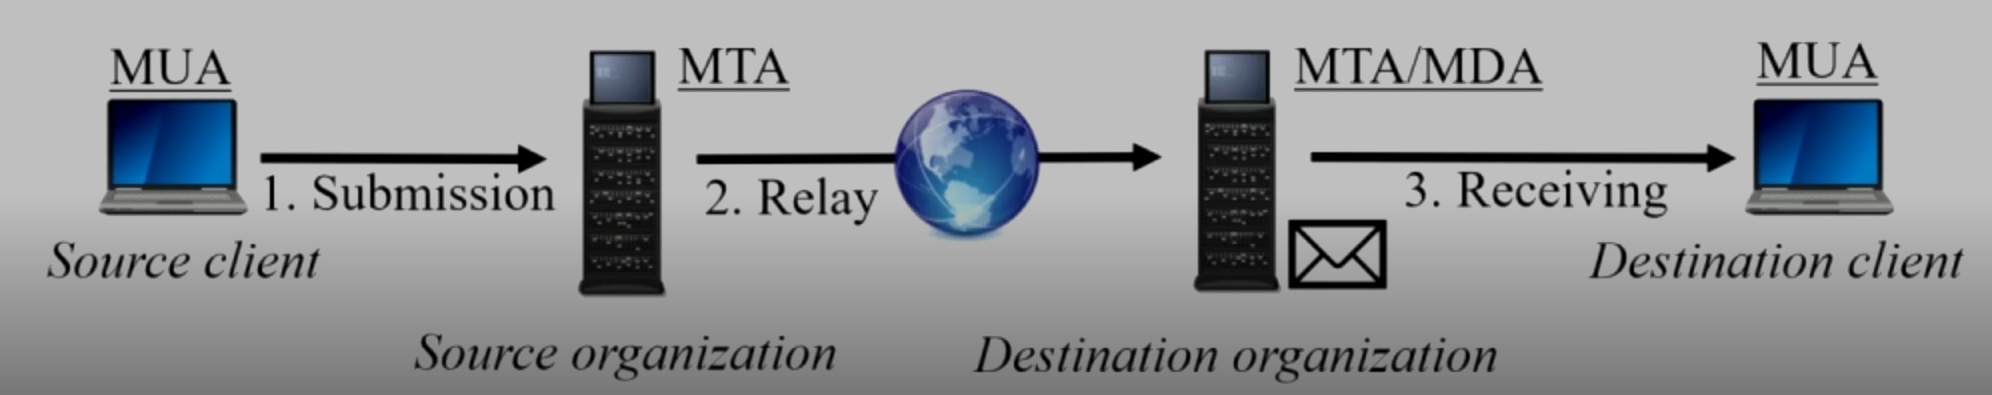 MUA
MTA
MTA/MDA
MUA
1. Submission
2. Relay
3. Receiving
Source client
Destination client
Source organization
Destination organization